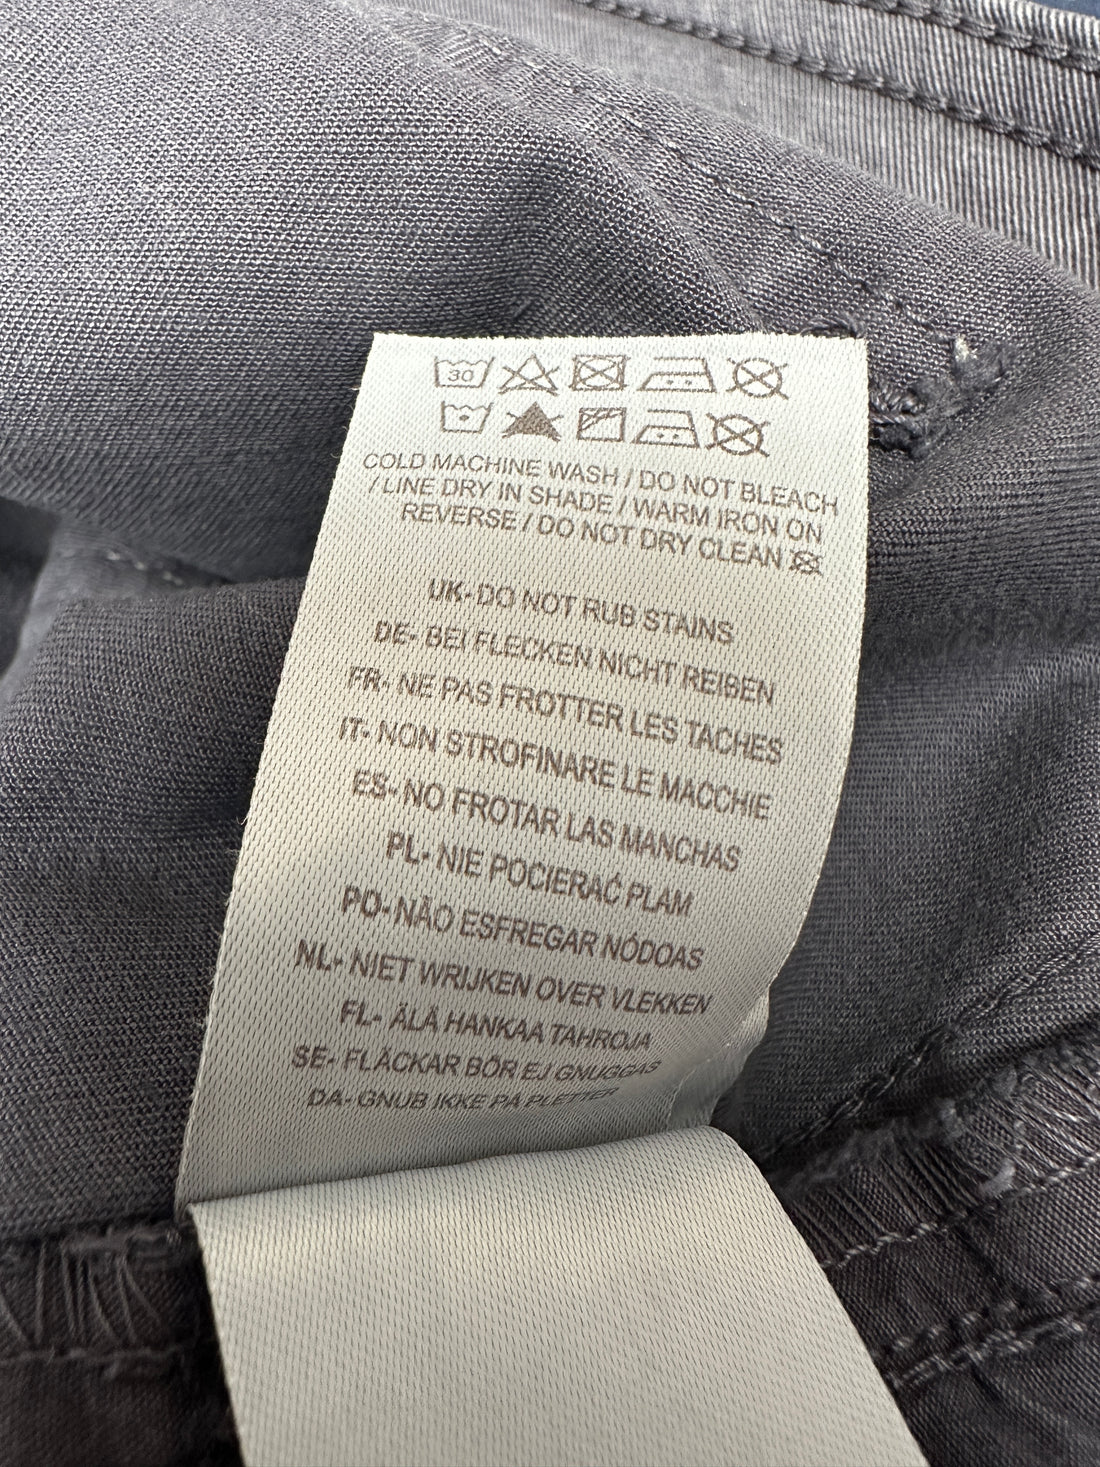 30
COLD MACHINE WASH / DO NOT BLEACH
/ LINE DRY IN SHADE / WARM IRON ON
REVERSE / DO NOT DRY CLEAN
UK- DO NOT RUB STAINS
DE- BEI FLECKEN NICHT REIBEN
FR- NE PAS FROTTER LES TACHES
IT- NON STROFINARE LE MACCHIE
ES- NO FROTAR LAS MANCHAS
PL- NIE POCIERAĆ PLAM
PO- NÃO ESFREGAR NÓDOAS
NL- NIET WRIJKEN OVER VLEKKEN
FL- ÄLÄ HANKAA TAHROJA
SE- FLÄCKAR BÖR EJ GNUGGAS
DA- GNUB IKKE PÅ PLETTER